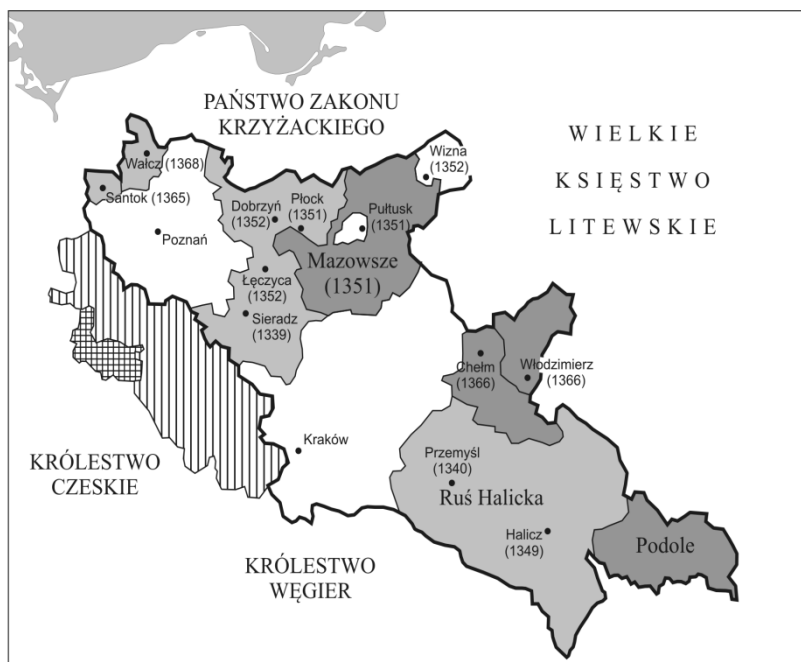 PAŃSTWO ZAKONU
KRZYŻACKIEGO
WIELKIE
KSIĘSTWO
LITEWSKIE
Wizna
(1352)
Wałcz (1368)
Santok (1365)
Poznań
Dobrzyń
(1352)
Płock
(1351)
Pułtusk
(1351)
Mazowsze
(1351)
Łęczyca
(1352)
Sieradz
(1339)
Chełm
(1366)
Włodzimierz
(1366)
Kraków
KRÓLESTWO
CZESKIE
Przemyśl
(1340)
Ruś Halicka
Halicz
(1349)
Podole
KRÓLESTWO
WĘGIER